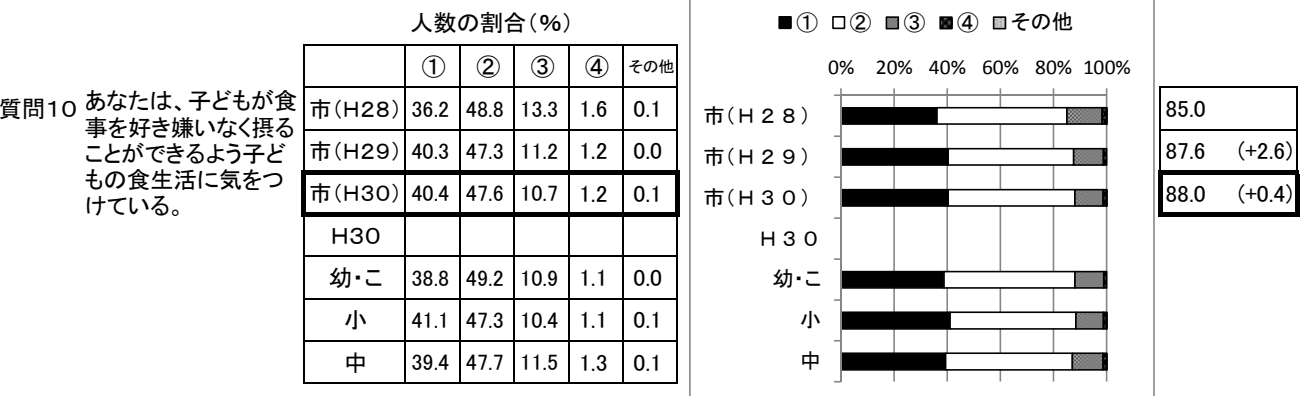 人数の割合(%)
① ② ③ ④ その他
質問10 あなたは、子どもが食
事を好き嫌いなく摂る
ことができるよう子ど
もの食生活に気をつ
けている。
市(H28) 36.2 48.8 13.3 1.6 0.1
市(H29) 40.3 47.3 11.2 1.2 0.0
市(H30) 40.4 47.6 10.7 1.2 0.1
H30
幼・こ 38.8 49.2 10.9 1.1 0.0
小 41.1 47.3 10.4 1.1 0.1
中 39.4 47.7 11.5 1.3 0.1
■① □② ■③ ■④ □その他
0% 20% 40% 60% 80% 100%
市(H28)
市(H29)
市(H30)
H30
幼・こ
小
中
85.0
87.6 (+2.6)
88.0 (+0.4)